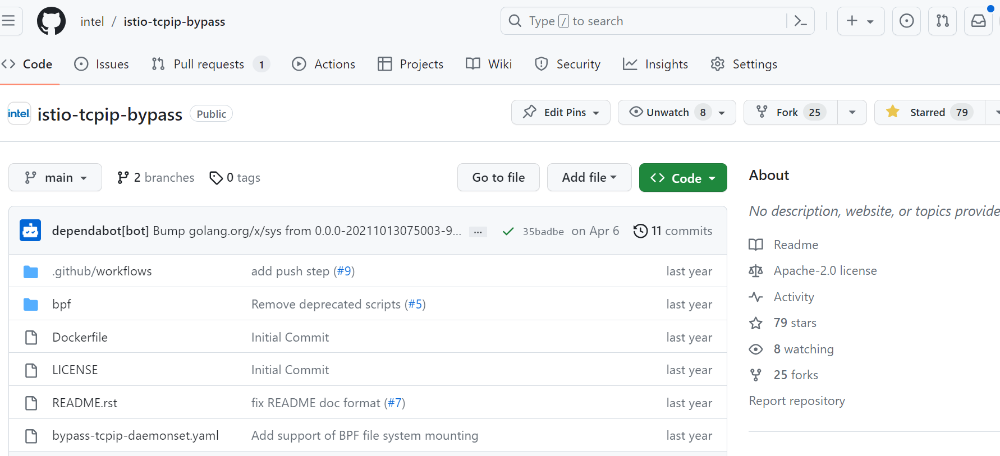 intel / istio-tcpip-bypass
Type / to search
Code Issues Pull requests 1 Actions Projects Wiki Security Insights Settings
intel. istio-tcpip-bypass Public
Edit Pins Unwatch 8 Fork 25 Starred 79
main 2 branches 0 tags Go to file Add file Code
dependabot[bot] Bump golang.org/x/sys from 0.0.0-20211013075003-9... ... 35badbe on Apr 6 11 commits
.github/workflows add push step (#9) last year
bpf Remove deprecated scripts (#5) last year
Dockerfile Initial Commit last year
LICENSE Initial Commit last year
README.rst fix README doc format (#7) last year
bypass-tcpip-daemonset.yaml Add support of BPF file system mounting last year
About
No description, website, or topics provide
Readme
Apache-2.0 license
Activity
79 stars
8 watching
25 forks
Report repository